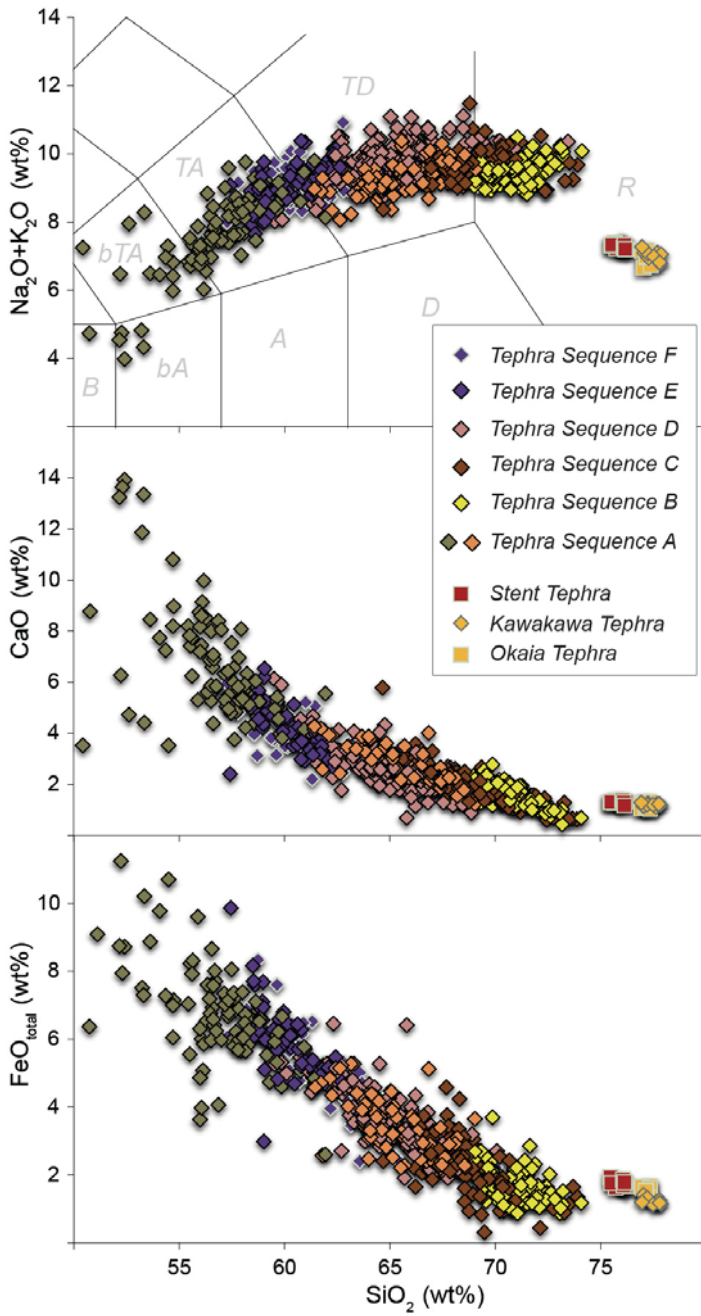 14
12
10
8
6
4
Na₂O+K₂O (wt%)
TD
TA
R
bTA
D
A
bA
B
Tephra Sequence F
Tephra Sequence E
Tephra Sequence D
Tephra Sequence C
Tephra Sequence B
Tephra Sequence A
Stent Tephra
Kawakawa Tephra
Okaia Tephra
14
12
10
8
6
4
2
CaO (wt%)
10
8
6
4
2
FeO total (wt%)
55 60 65 70 75
SiO₂ (wt%)